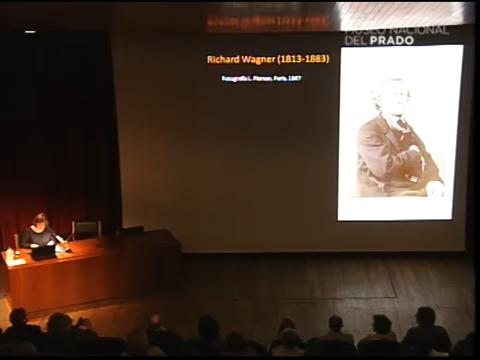 MUSEO NACIONAL
DEL PRADO
Richard Wagner (1813-1883)
Fotografía L. Pierson, París, 1867